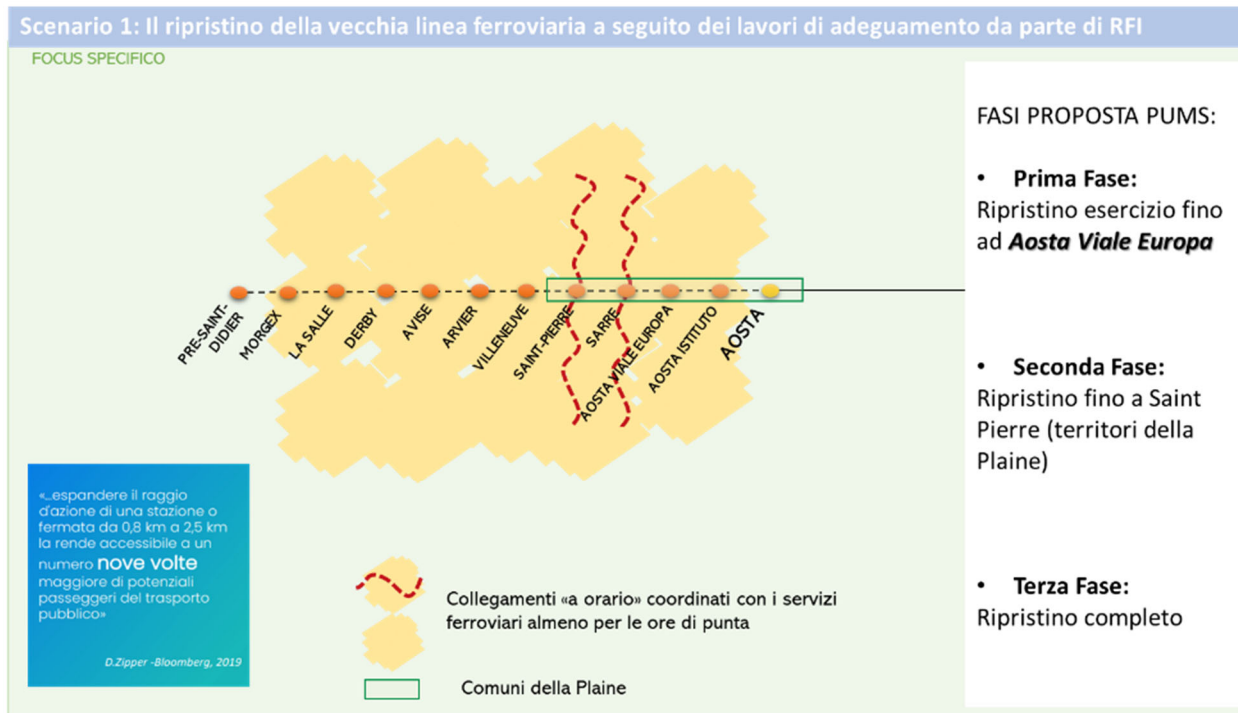 Scenario 1: Il ripristino della vecchia linea ferroviaria a seguito dei lavori di adeguamento da parte di RFI
FOCUS SPECIFICO
PRE-SAINT-
DIDIER
MORGEX
LA SALLE
DERBY
AVISE
ARVIER
VILLENEUVE
SAINT-PIERRE
SARRE
AOSTA VIALE EUROPA
AOSTA ISTITUTO
AOSTA
«...espandere il raggio
d'azione di una stazione o
fermata da 0,8 km a 2,5 km
la rende accessibile a un
numero nove volte
maggiore di potenziali
passeggeri del trasporto
pubblico»
D.Zipper -Bloomberg, 2019
Collegamenti «a orario» coordinati con i servizi
ferroviari almeno per le ore di punta
Comuni della Plaine
FASI PROPOSTA PUMS:
• Prima Fase:
Ripristino esercizio fino
ad Aosta Viale Europa
• Seconda Fase:
Ripristino fino a Saint
Pierre (territori della
Plaine)
• Terza Fase:
Ripristino completo